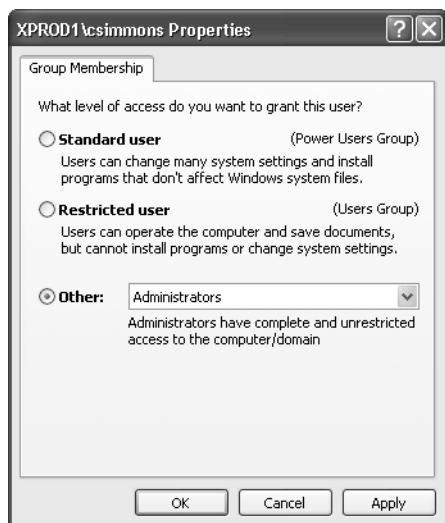 XPROD1\csimmons Properties
Group Membership
What level of access do you want to grant this user?
Standard user (Power Users Group)
Users can change many system settings and install
programs that don't affect Windows system files.
Restricted user (Users Group)
Users can operate the computer and save documents,
but cannot install programs or change system settings.
Other: Administrators
Administrators have complete and unrestricted
access to the computer/domain
OK Cancel Apply